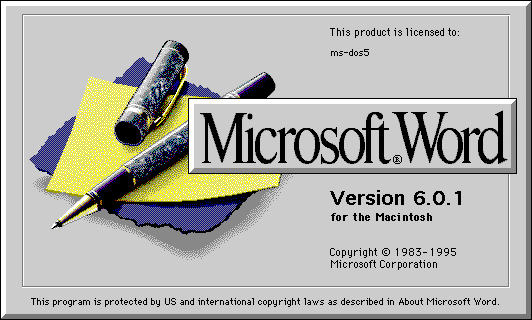 This product is licensed to:
ms-dos5
Microsoft® Word
Version 6.0.1
for the Macintosh
Copyright © 1983-1995
Microsoft Corporation
This program is protected by US and international copyright laws as described in About Microsoft Word.